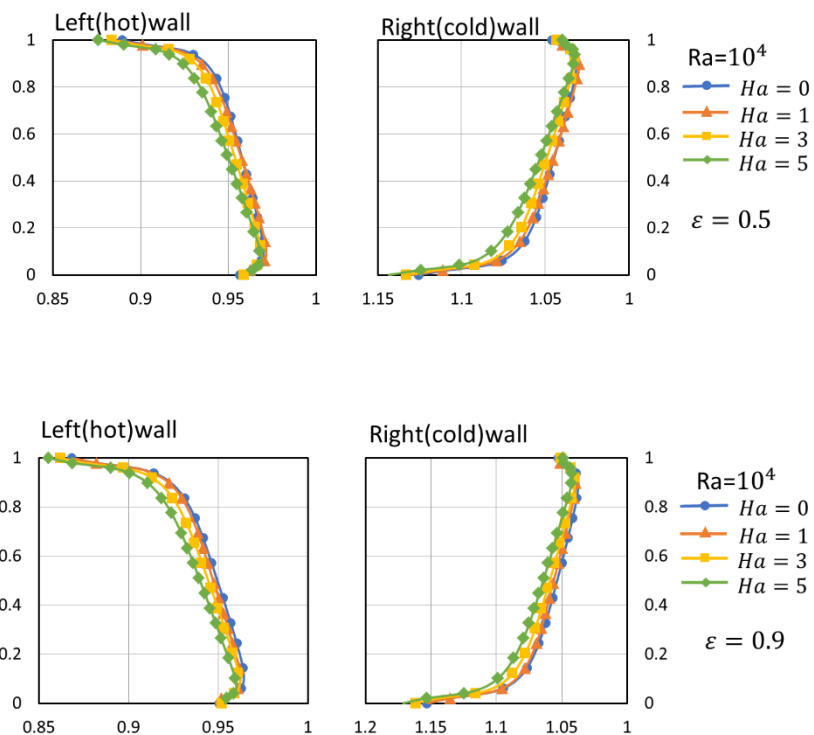 Left(hot)wall
Right(cold)wall
1
0.8
0.6
0.4
0.2
0
0.85
0.9
0.95
1
1
0.8
0.6
0.4
0.2
0
1.15
1.1
1.05
1
Ra=10⁴
Ha = 0
Ha = 1
Ha = 3
Ha = 5
ε = 0.5
Left(hot)wall
Right(cold)wall
1
0.8
0.6
0.4
0.2
0
0.85
0.9
0.95
1
1
0.8
0.6
0.4
0.2
0
1.2
1.15
1.1
1.05
1
Ra=10⁴
Ha = 0
Ha = 1
Ha = 3
Ha = 5
ε = 0.9